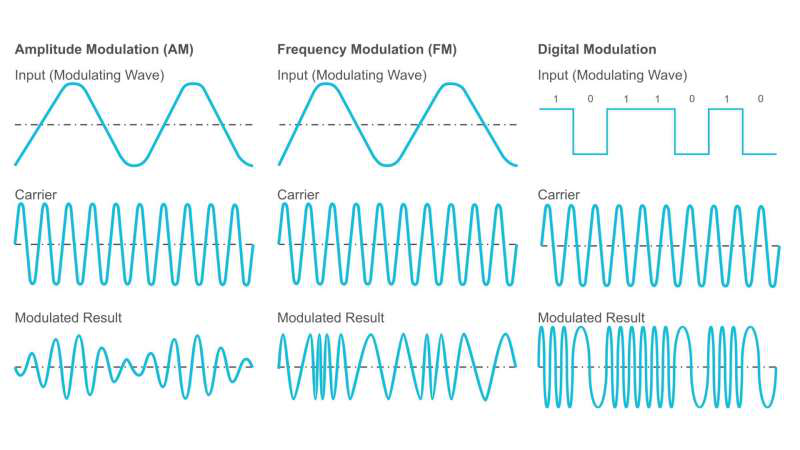 Amplitude Modulation (AM)
Input (Modulating Wave)
Carrier
Modulated Result
Frequency Modulation (FM)
Input (Modulating Wave)
Carrier
Modulated Result
Digital Modulation
Input (Modulating Wave)
1 0 1 1 0 1 0
Carrier
Modulated Result